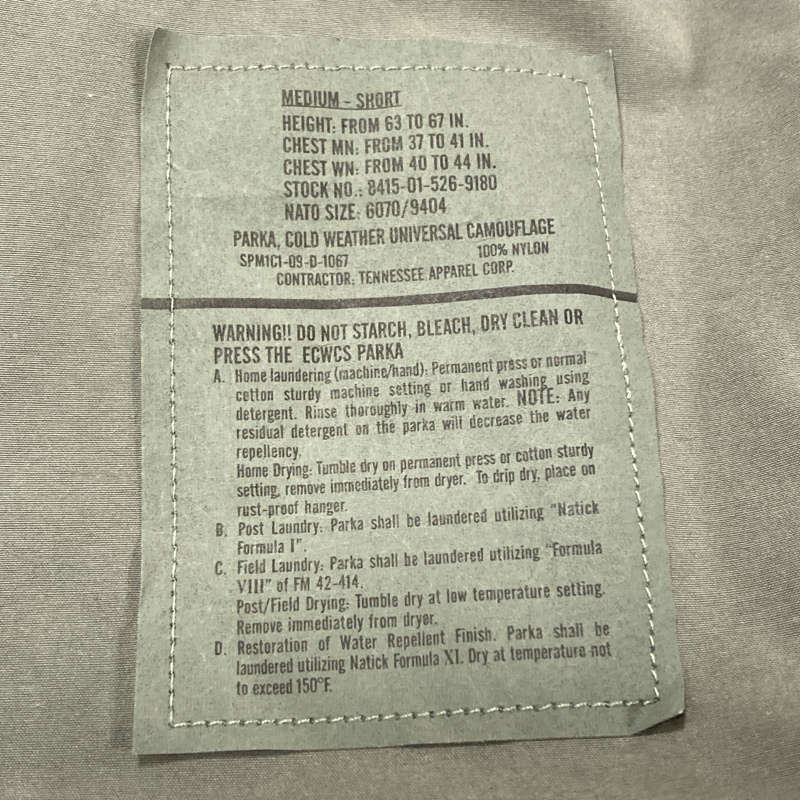 MEDIUM - SHORT
HEIGHT: FROM 63 TO 67 IN.
CHEST MN: FROM 37 TO 41 IN.
CHEST WN: FROM 40 TO 44 IN.
STOCK NO.: 8415-01-526-9180
NATO SIZE: 6070/9404
PARKA, COLD WEATHER UNIVERSAL CAMOUFLAGE
SPM1C1-09-D-1067 100% NYLON
CONTRACTOR: TENNESSEE APPAREL CORP.
WARNING!! DO NOT STARCH, BLEACH, DRY CLEAN OR
PRESS THE ECWCS PARKA
A. Home laundering (machine/hand): Permanent press or normal
cotton sturdy machine setting or hand washing using
detergent. Rinse thoroughly in warm water. NOTE: Any
residual detergent on the parka will decrease the water
repellency.
Home Drying: Tumble dry on permanent press or cotton sturdy
setting, remove immediately from dryer. To drip dry, place on
rust-proof hanger.
B. Post Laundry: Parka shall be laundered utilizing "Natick
Formula I".
C. Field Laundry: Parka shall be laundered utilizing "Formula
VIII" of FM 42-414.
Post/Field Drying: Tumble dry at low temperature setting.
Remove immediately from dryer.
D. Restoration of Water Repellent Finish. Parka shall be
laundered utilizing Natick Formula XI. Dry at temperature not
to exceed 150°F.